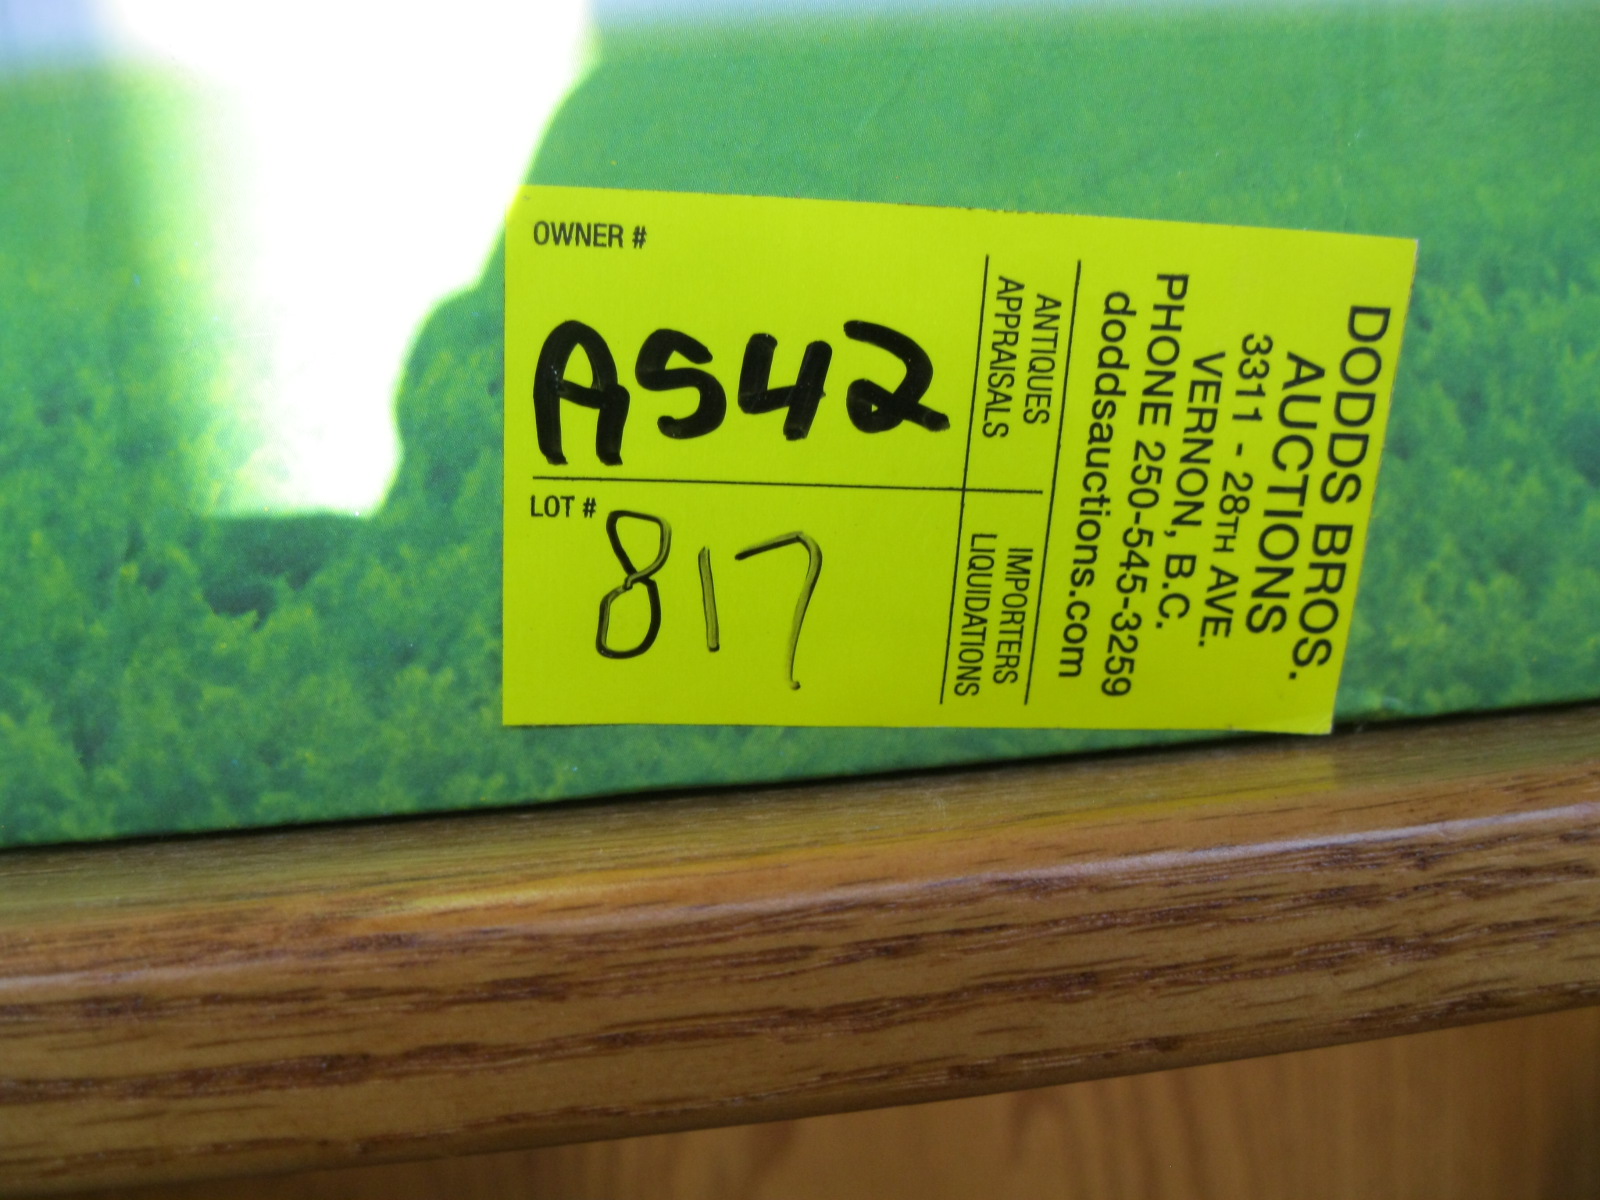 OWNER #
A542
LOT #
817
DODDS BROS.
AUCTIONS
3311 - 28TH AVE.
VERNON, B.C.
PHONE 250-545-3259
doddsauctions.com
ANTIQUES
APPRAISALS
IMPORTERS
LIQUIDATIONS